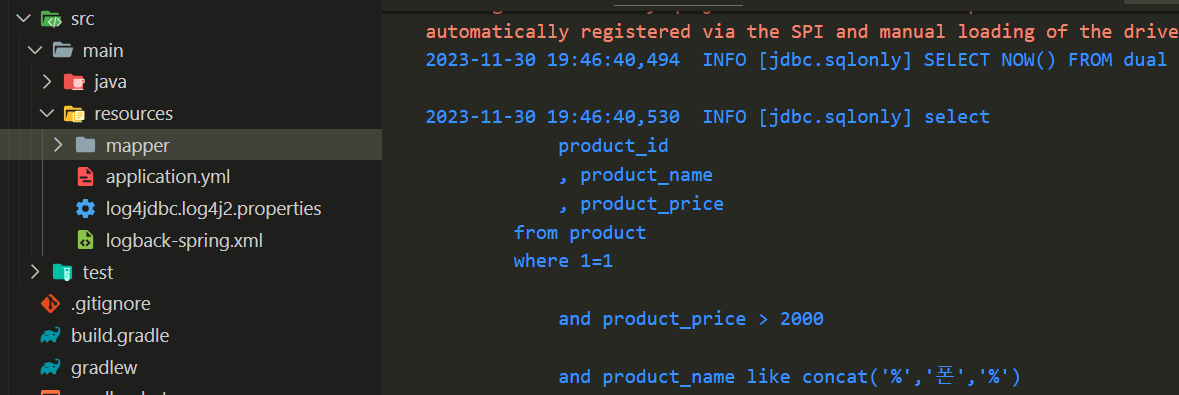 src
main
java
resources
mapper
application.yml
log4jdbc.log4j2.properties
logback-spring.xml
test
.gitignore
build.gradle
gradlew
automatically registered via the SPI and manual loading of the drive
2023-11-30 19:46:40,494 INFO [jdbc.sqlonly] SELECT NOW() FROM dual
2023-11-30 19:46:40,530 INFO [jdbc.sqlonly] select
product_id
, product_name
, product_price
from product
where 1=1
and product_price > 2000
and product_name like concat('%','폰','%')